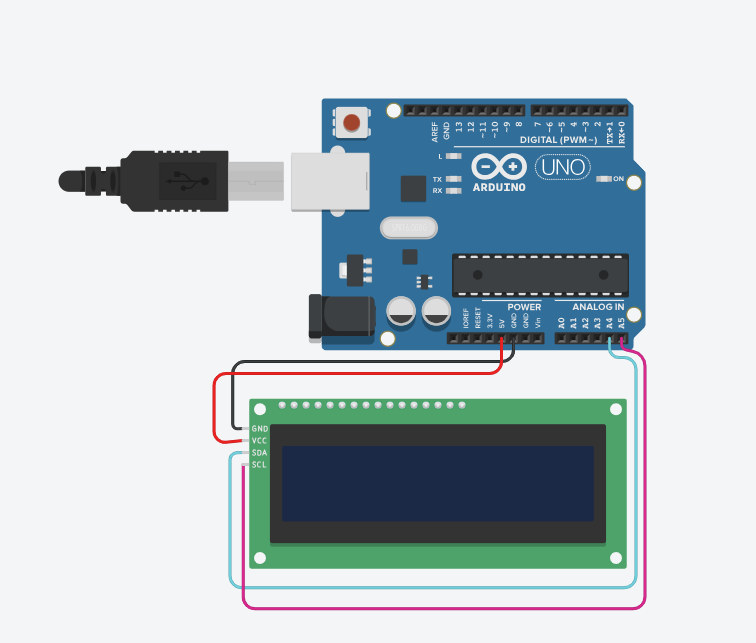 AREF
GND
13
12
~11
~10
~9
8
7
~6
~5
4
~3
2
TX→1
RX←0
DIGITAL (PWM~)
L
TX
RX
UNO
ON
ARDUINO
POWER
ANALOG IN
IOREF
RESET
3.3V
5V
GND
GND
Vin
A0
A1
A2
A3
A4
A5
GND
VCC
SDA
SCL